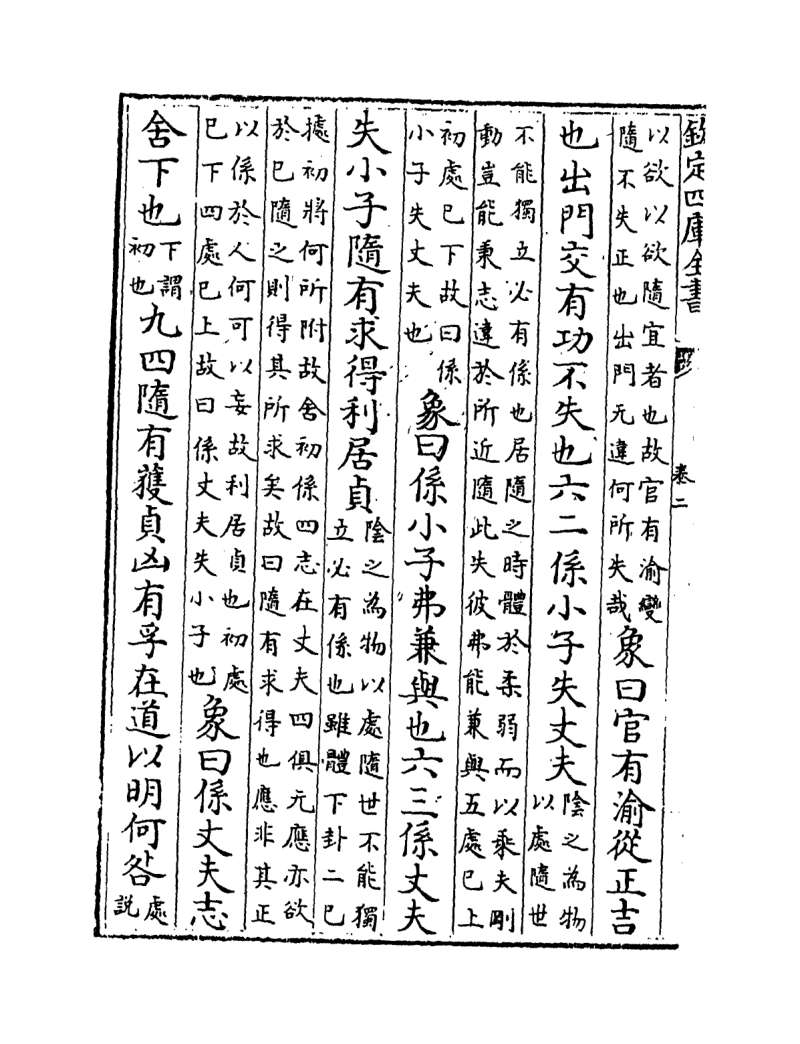 欽定四庫全書 卷二
以欲以欲隨宜者也故官有渝變
隨不失正也出門无違何所失哉
象曰官有渝從正吉
也出門交有功不失也六二係小子失丈夫
陰之為物
以處隨世
不能獨立必有係也居隨之時體於柔弱而以乘夫剛
動豈能秉志違於所近隨此失彼弗能兼與五處巳上
初處巳下故曰係
小子失丈夫也
象曰係小子弗兼與也六三係丈夫
失小子隨有求得利居貞
陰之為物以處隨世不能獨
立必有係也雖體下卦二巳
據初將何所附故舍初係四志在丈夫四俱无應亦欲
於巳隨之則得其所求矣故曰隨有求得也應非其正
以係於人何可以妄故利居貞也初處
巳下四處巳上故曰係丈夫失小子也
象曰係丈夫志
舍下也
下謂
初也
九四隨有獲貞凶有孚在道以明何咎
處
説